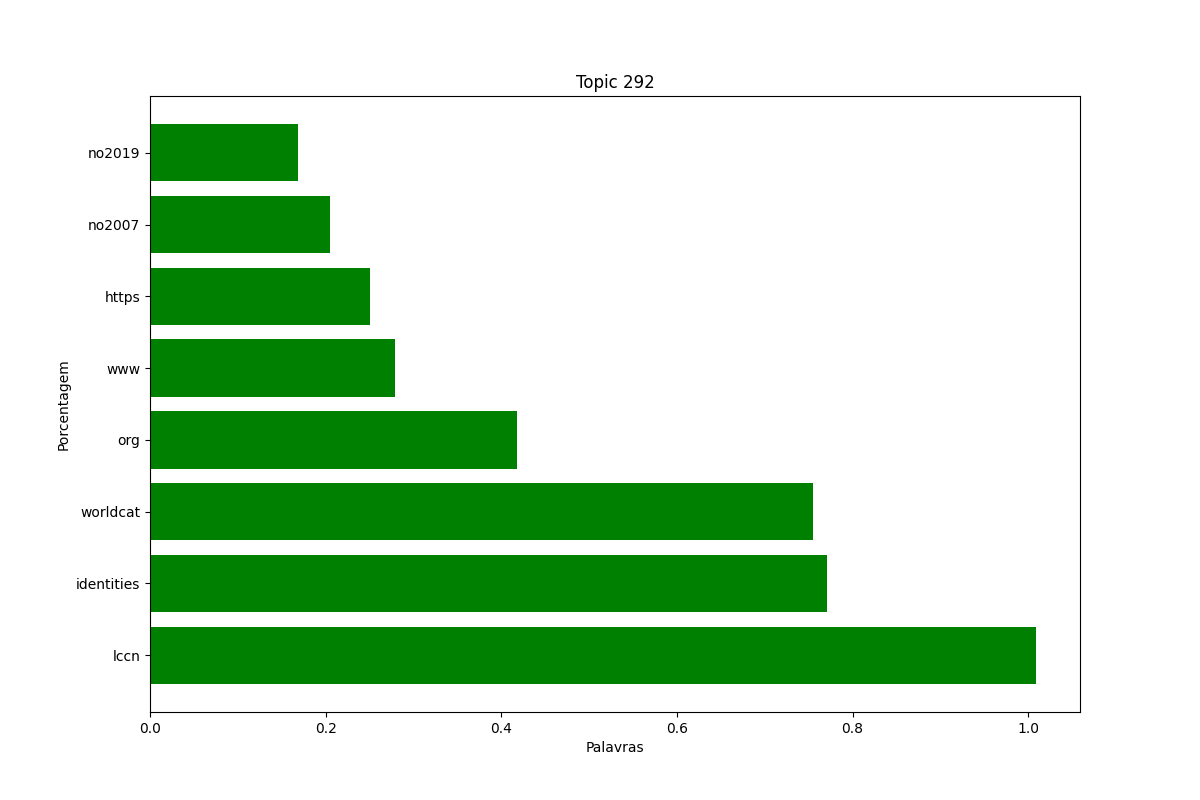 Topic 292
no2019
no2007
https
www
org
worldcat
identities
lccn
Porcentagem
0.0 0.2 0.4 0.6 0.8 1.0
Palavras